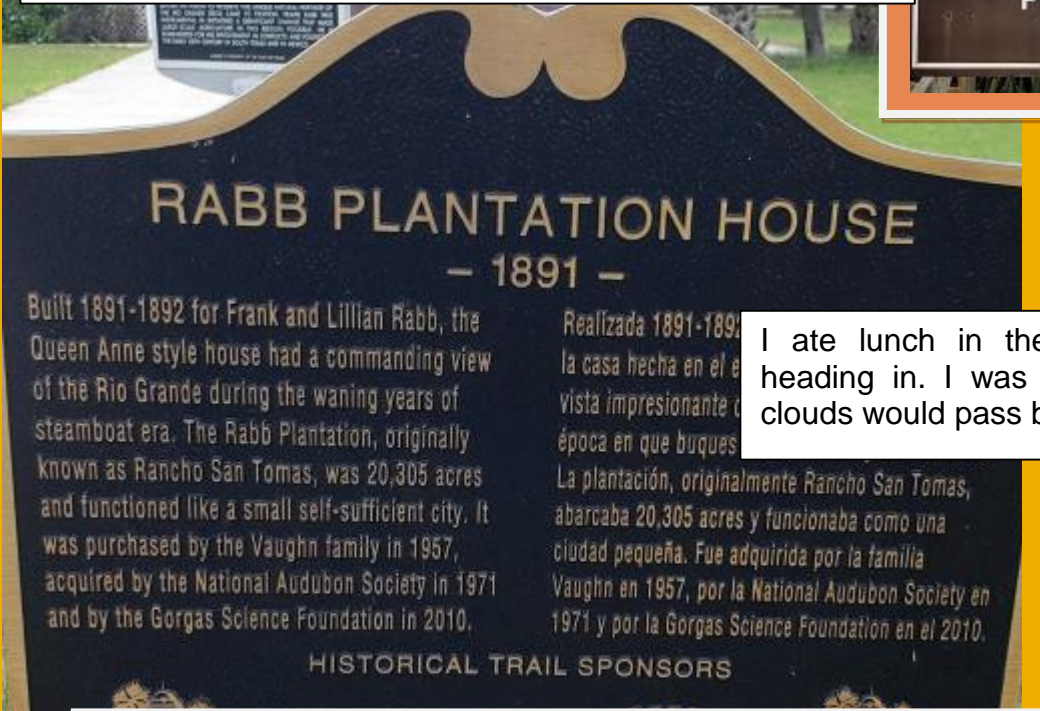 RABB PLANTATION HOUSE
– 1891 –
Built 1891-1892 for Frank and Lillian Rabb, the
Queen Anne style house had a commanding view
of the Rio Grande during the waning years of
steamboat era. The Rabb Plantation, originally
known as Rancho San Tomas, was 20,305 acres
and functioned like a small self-sufficient city. It
was purchased by the Vaughn family in 1957,
acquired by the National Audubon Society in 1971
and by the Gorgas Science Foundation in 2010.
Realizada 1891-189
la casa hecha en el
vista impresionante
época en que buques
La plantación, originalmente Rancho San Tomas,
abarcaba 20,305 acres y funcionaba como una
ciudad pequeña. Fue adquirida por la familia
Vaughn en 1957, por la National Audubon Society en
1971 y por la Gorgas Science Foundation en el 2010.
HISTORICAL TRAIL SPONSORS
I ate lunch in the
heading in. I was
clouds would pass